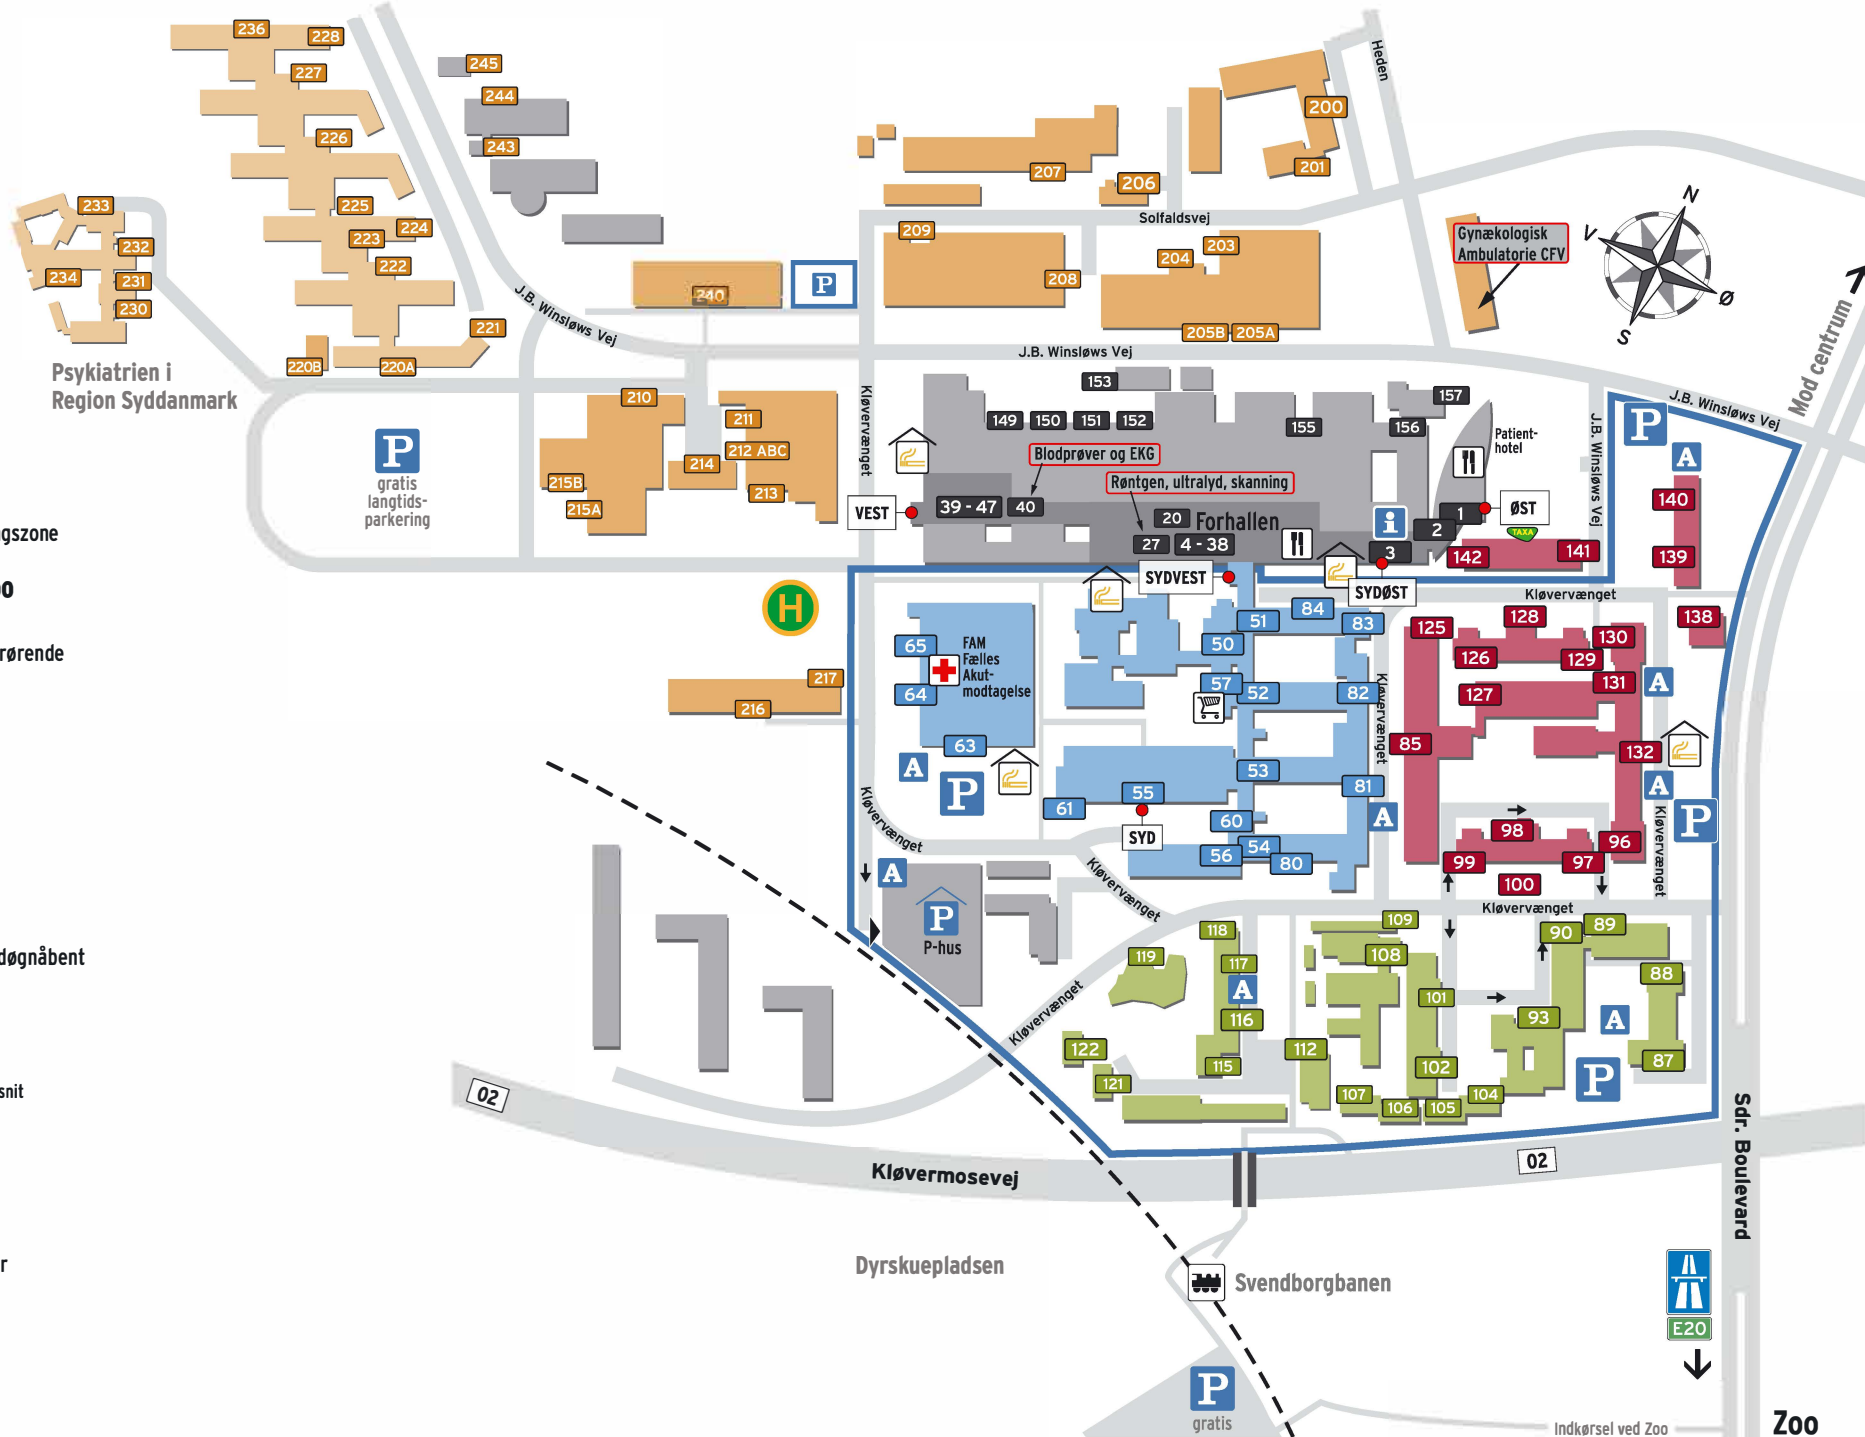 236
228
227
226
225
224
223
222
221
220B
220A
233
232
234
231
230
Psykiatrien i
Region Syddanmark
245
244
243
J.B. Winsløws Vej
240
P
207
206
200
201
Heden
Solfaldsvej
209
208
204
203
205B
205A
Gynækologisk
Ambulatorie CFV
N
V
Ø
S
Mod centrum
J.B. Winsløws Vej
J.B. Winsløws Vej
J.B. Winsløws Vej
P
gratis
langtids-
parkering
210
211
212 ABC
214
213
215B
215A
Kløvervænget
153
149
150
151
152
155
156
157
Patient-
hotel
Blodprøver og EKG
Røntgen, ultralyd, skanning
VEST
39 - 47
40
20
Forhallen
27
4 - 38
i
1
2
3
ØST
TAXA
142
141
P
A
140
139
138
SYDVEST
SYDØST
Kløvervænget
H
217
216
65
64
63
FAM
Fælles
Akut-
modtagelse
A
P
51
50
84
83
57
52
82
53
81
55
61
60
54
56
80
SYD
Kløvervænget
A
125
128
126
130
129
131
127
85
132
98
99
97
96
100
A
A
P
Kløvervænget
Kløvervænget
Kløvervænget
Kløvervænget
Kløvervænget
A
P
P-hus
118
119
117
A
116
115
122
121
112
109
108
101
102
107
106
105
104
90
89
88
93
87
A
P
02
02
Kløvermosevej
Sdr. Boulevard
Dyrskuepladsen
Svendborgbanen
E20
P
gratis
Indkørsel ved Zoo
Zoo
gszone
o
rørende
døgnåbent
snit
r